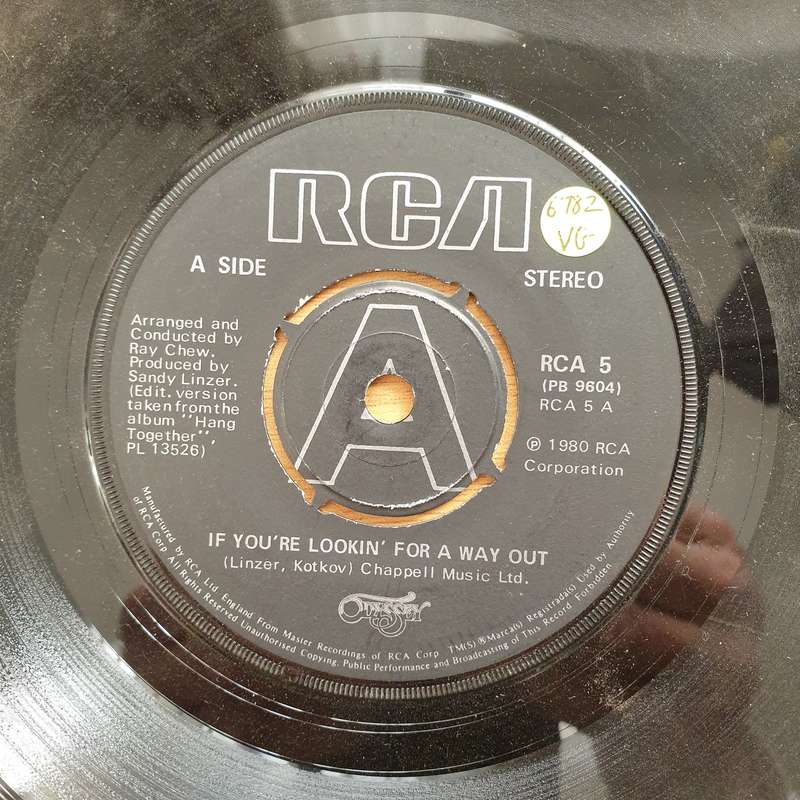 RCA
6782
VG
A SIDE
STEREO
Arranged and
Conducted by
Ray Chew.
Produced by
Sandy Linzer.
(Edit. version
taken from the
album "Hang
Together",
PL 13526)
A
RCA 5
(PB 9604)
RCA 5 A
℗ 1980 RCA
Corporation
IF YOU'RE LOOKIN' FOR A WAY OUT
(Linzer, Kotkov) Chappell Music Ltd.
ODYSSEY
Manufactured by RCA Ltd. England From Master Recordings of RCA Corp TM(S) ® Marca(s) Registrada(s) Used by Authority
of RCA Corp All Rights Reserved Unauthorised Copying, Public Performance and Broadcasting of This Record Forbidden